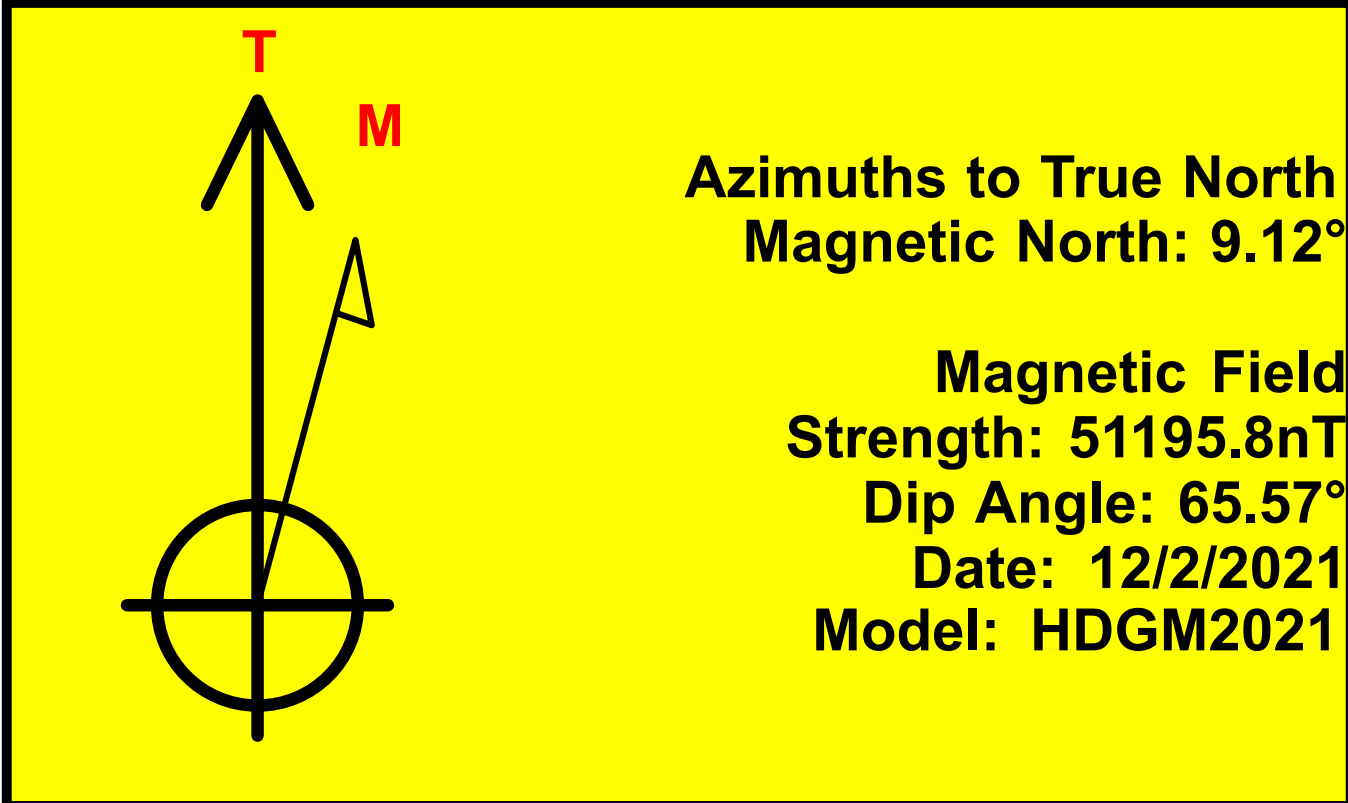 T
M
Azimuths to True North
Magnetic North: 9.12°
Magnetic Field
Strength: 51195.8nT
Dip Angle: 65.57°
Date: 12/2/2021
Model: HDGM2021